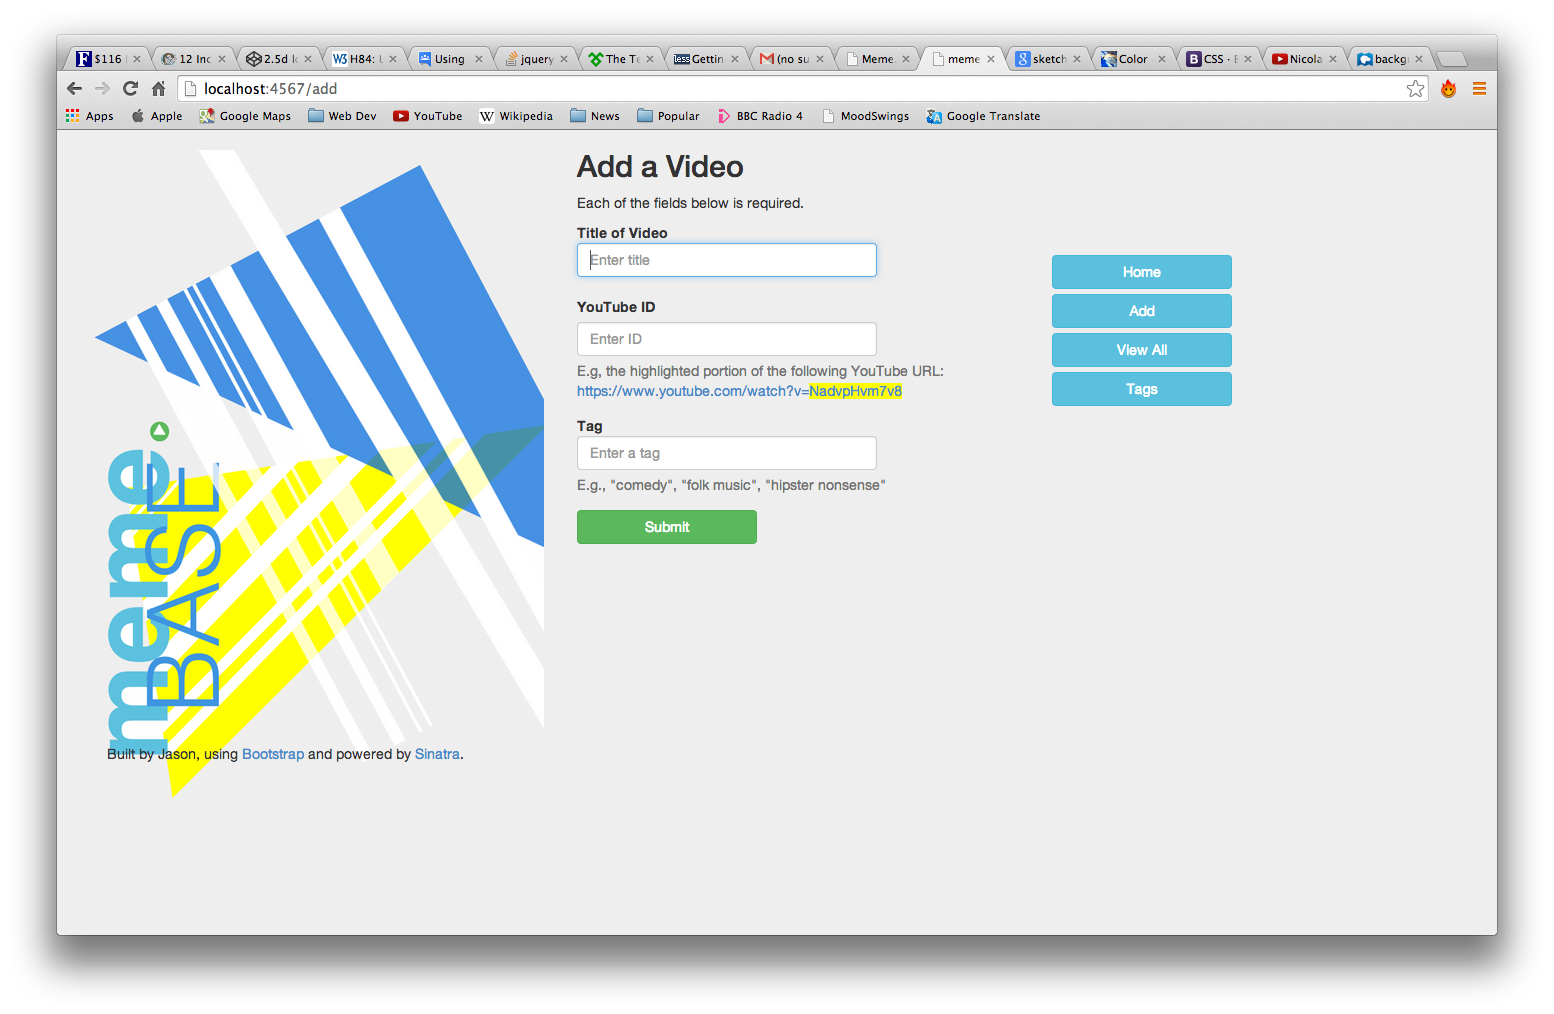 $116
12 Inc
2.5d Ic
H84: U
Using
jquery
The Te
less Gettin
(no su
Meme
meme
sketch
Color
B CSS · E
Nicola
backg
localhost:4567/add
Apps
Apple
Google Maps
Web Dev
YouTube
W Wikipedia
News
Popular
BBC Radio 4
MoodSwings
Google Translate
Add a Video
Each of the fields below is required.
Title of Video
Enter title
YouTube ID
Enter ID
E.g, the highlighted portion of the following YouTube URL:
https://www.youtube.com/watch?v=NadvpHvm7v8
Tag
Enter a tag
E.g., "comedy", "folk music", "hipster nonsense"
Submit
Home
Add
View All
Tags
meme
BASE
Built by Jason, using Bootstrap and powered by Sinatra.